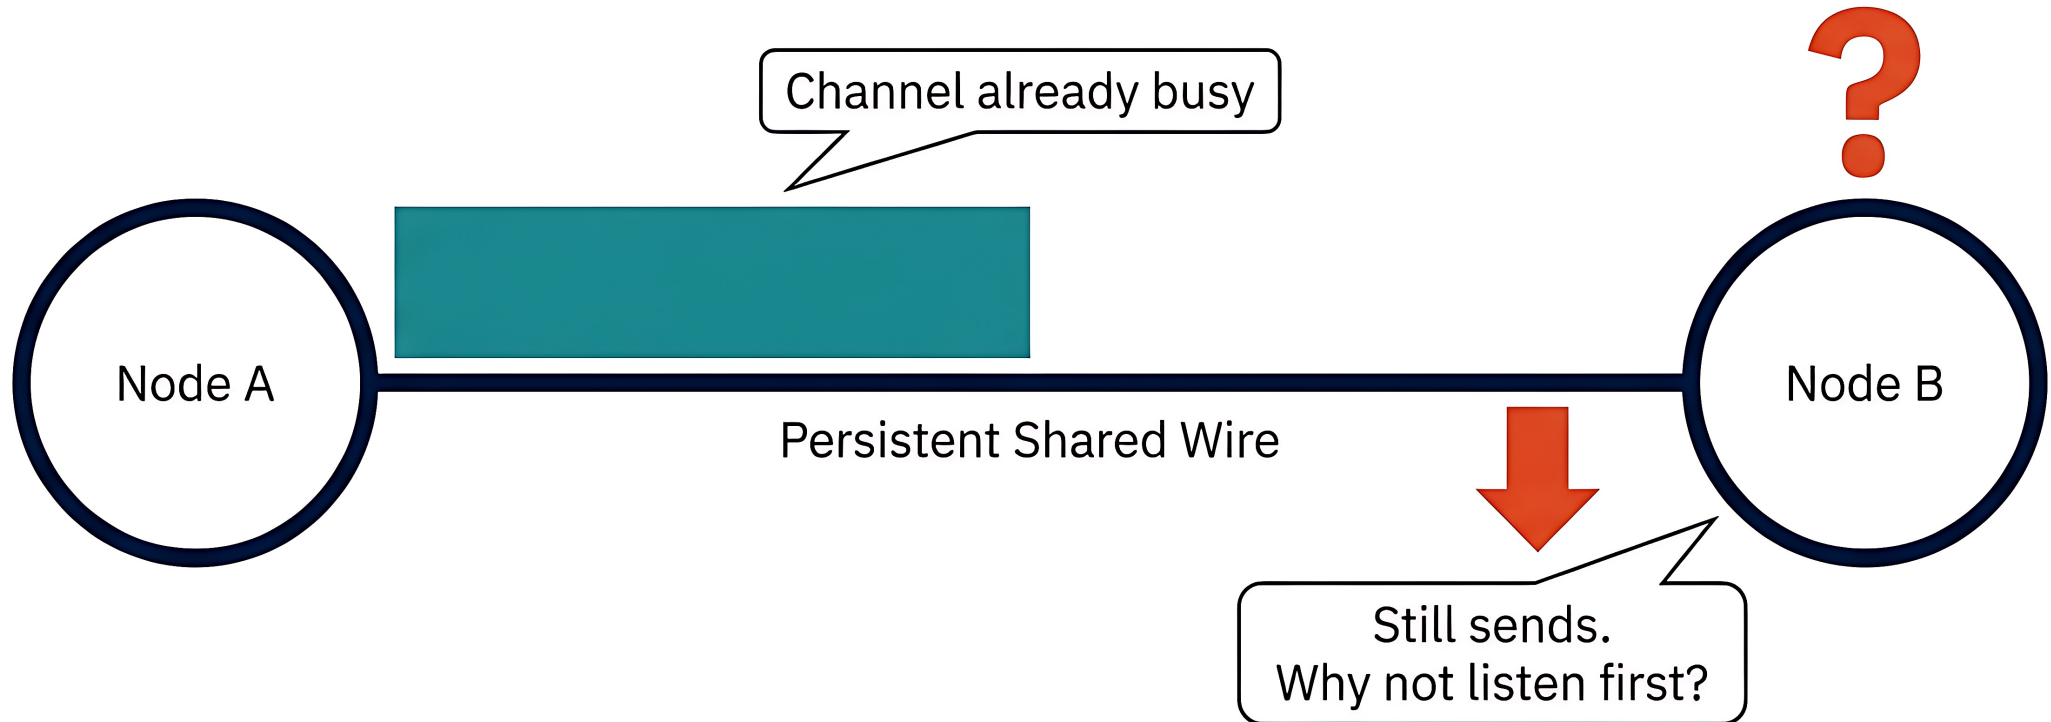 Channel already busy
?
Node A
Node B
Persistent Shared Wire
Still sends.
Why not listen first?